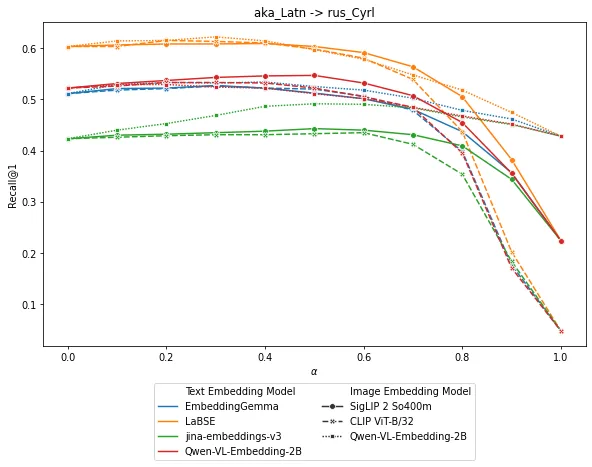 aka_Latn -> rus_Cyrl
0.6
0.5
0.4
0.3
0.2
0.1
Recall@1
0.0 0.2 0.4 0.6 0.8 1.0
α
Text Embedding Model Image Embedding Model
EmbeddingGemma SigLIP 2 So400m
LaBSE CLIP ViT-B/32
jina-embeddings-v3 Qwen-VL-Embedding-2B
Qwen-VL-Embedding-2B